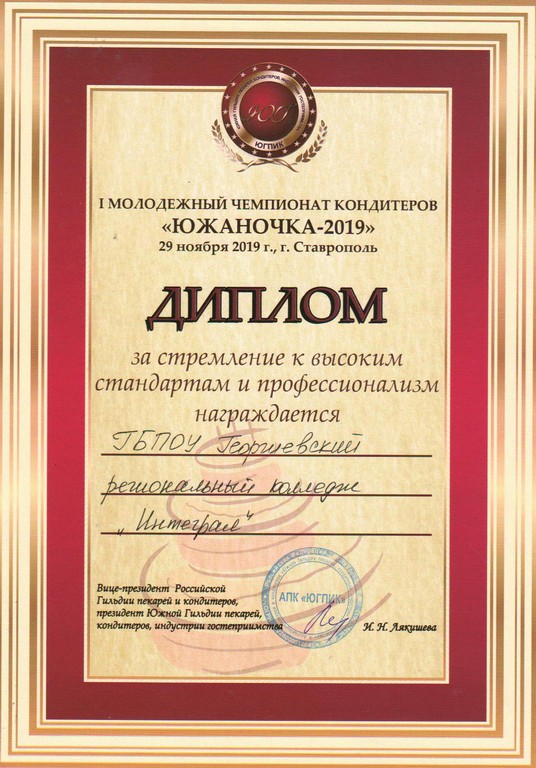 ЮГПИК
I МОЛОДЕЖНЫЙ ЧЕМПИОНАТ КОНДИТЕРОВ
«ЮЖАНОЧКА-2019»
29 ноября 2019 г., г. Ставрополь
ДИПЛОМ
за стремление к высоким
стандартам и профессионализм
награждается
ГБПОУ Георгиевский
региональный колледж
„Интеграл"
Вице-президент Российской
Гильдии пекарей и кондитеров,
президент Южной Гильдии пекарей,
кондитеров, индустрии гостеприимства
АПК «ЮГПИК»
И. Н. Лякишева